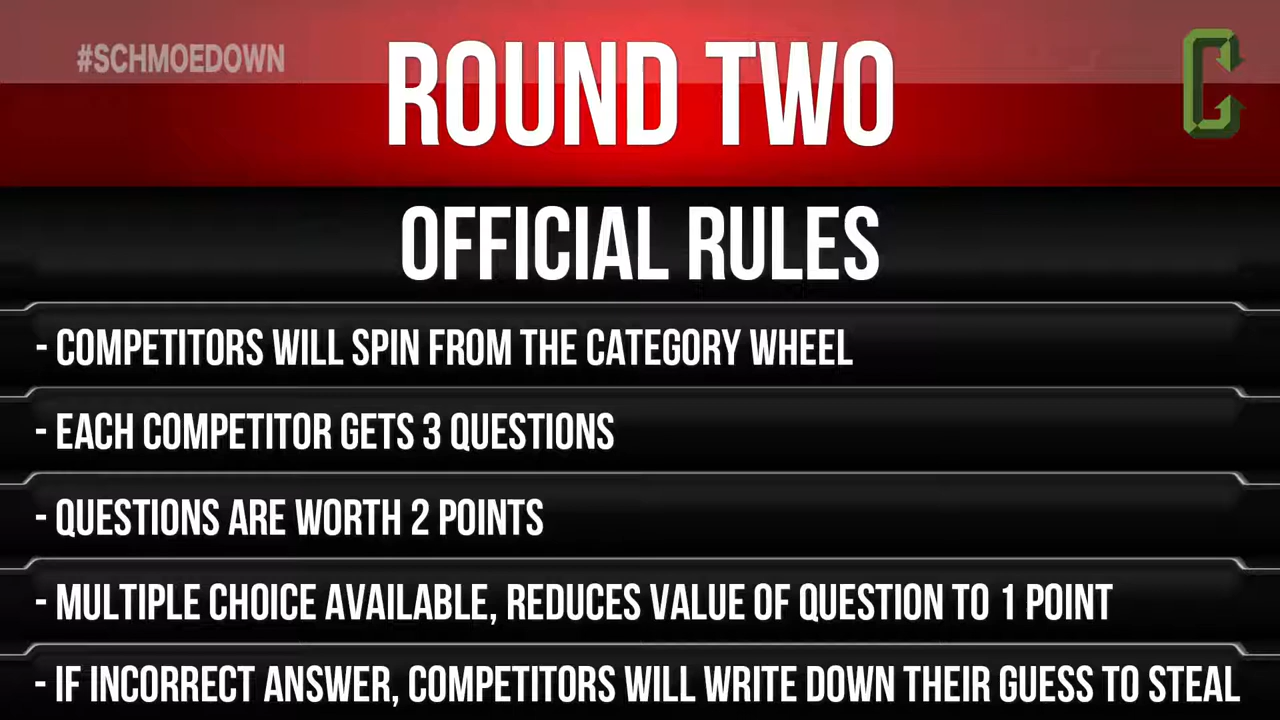 #SCHMOEDOWN
ROUND TWO
OFFICIAL RULES
- COMPETITORS WILL SPIN FROM THE CATEGORY WHEEL
- EACH COMPETITOR GETS 3 QUESTIONS
- QUESTIONS ARE WORTH 2 POINTS
- MULTIPLE CHOICE AVAILABLE, REDUCES VALUE OF QUESTION TO 1 POINT
- IF INCORRECT ANSWER, COMPETITORS WILL WRITE DOWN THEIR GUESS TO STEAL